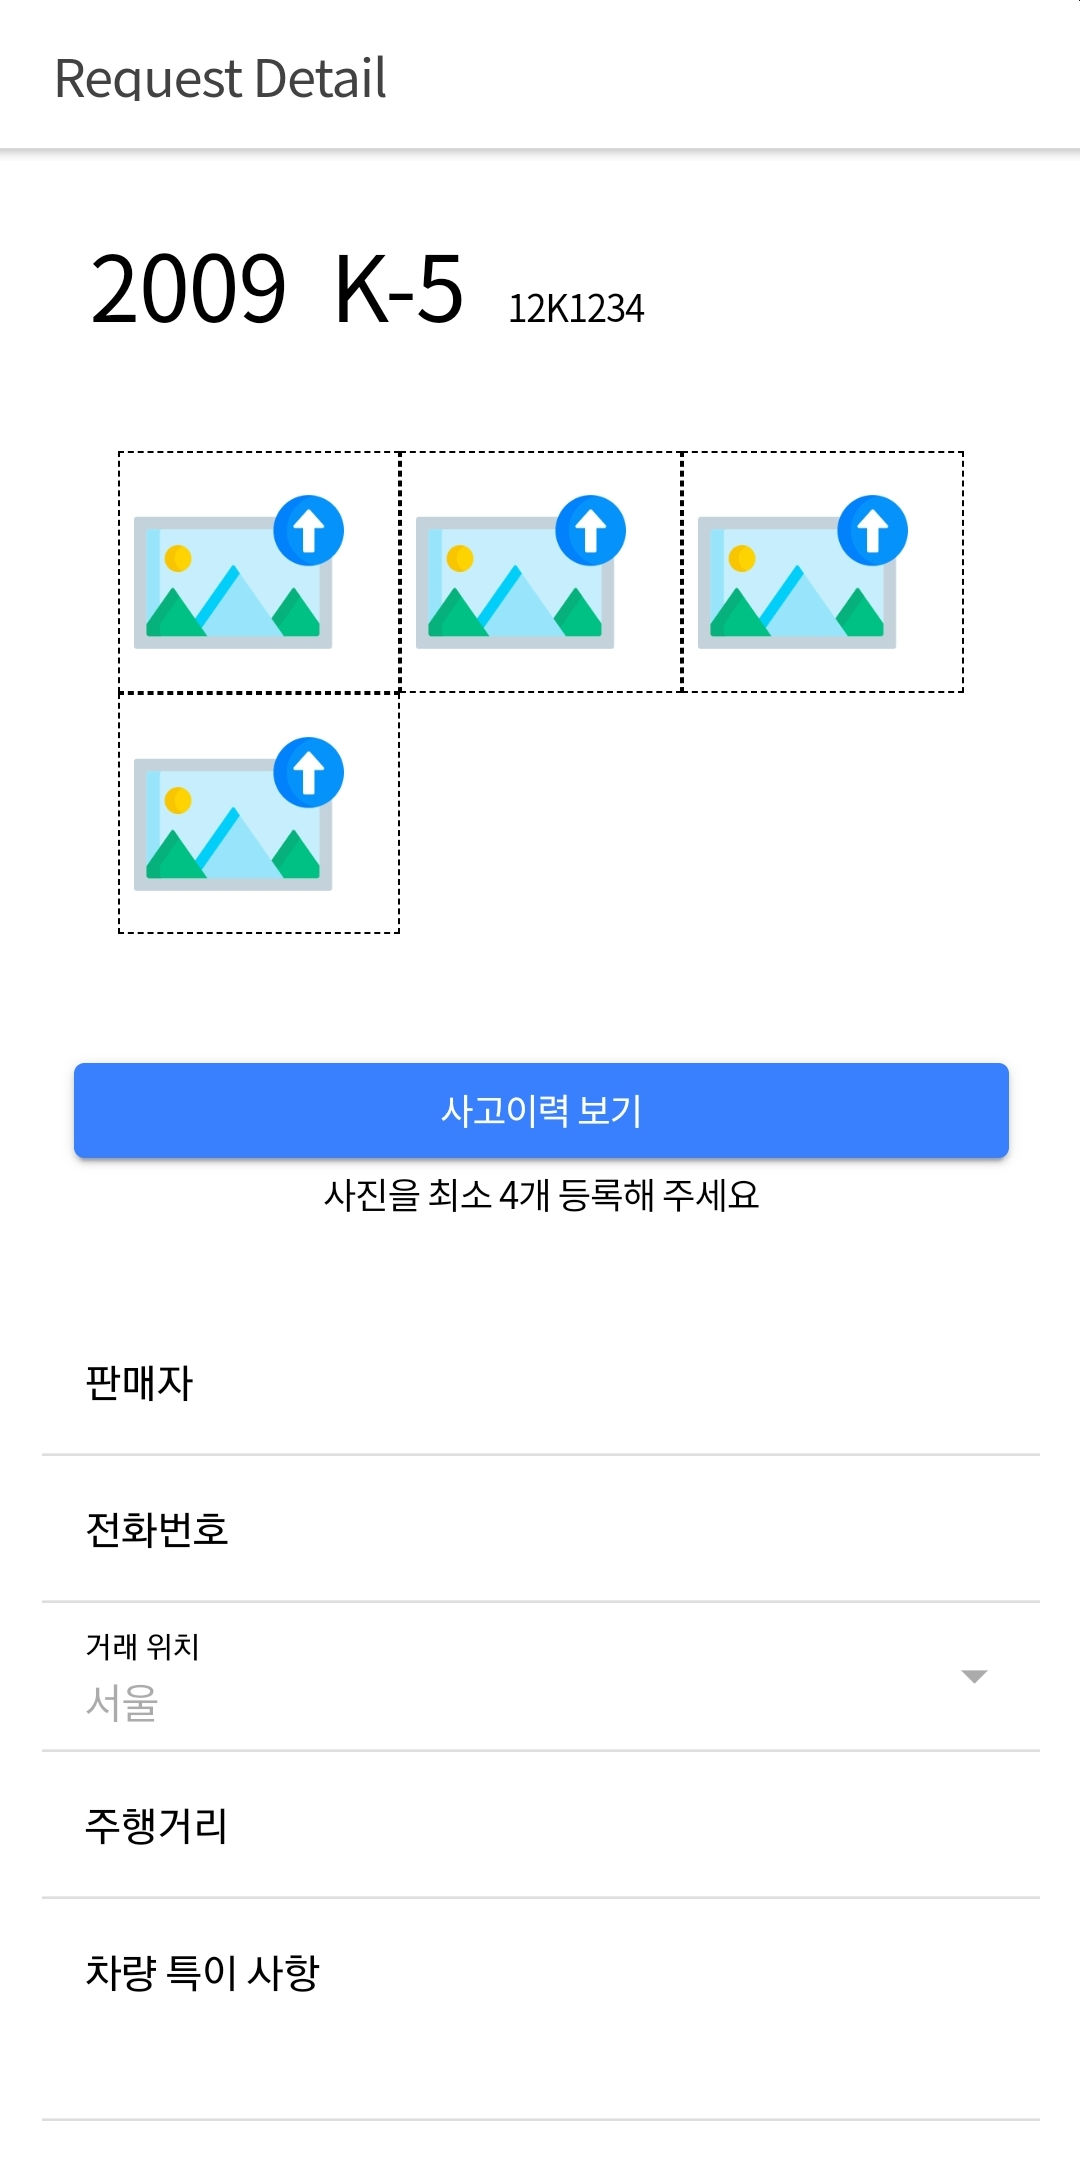 Request Detail
2009 K-5 12K1234
사고이력 보기
사진을 최소 4개 등록해 주세요
판매자
전화번호
거래 위치
서울
주행거리
차량 특이 사항